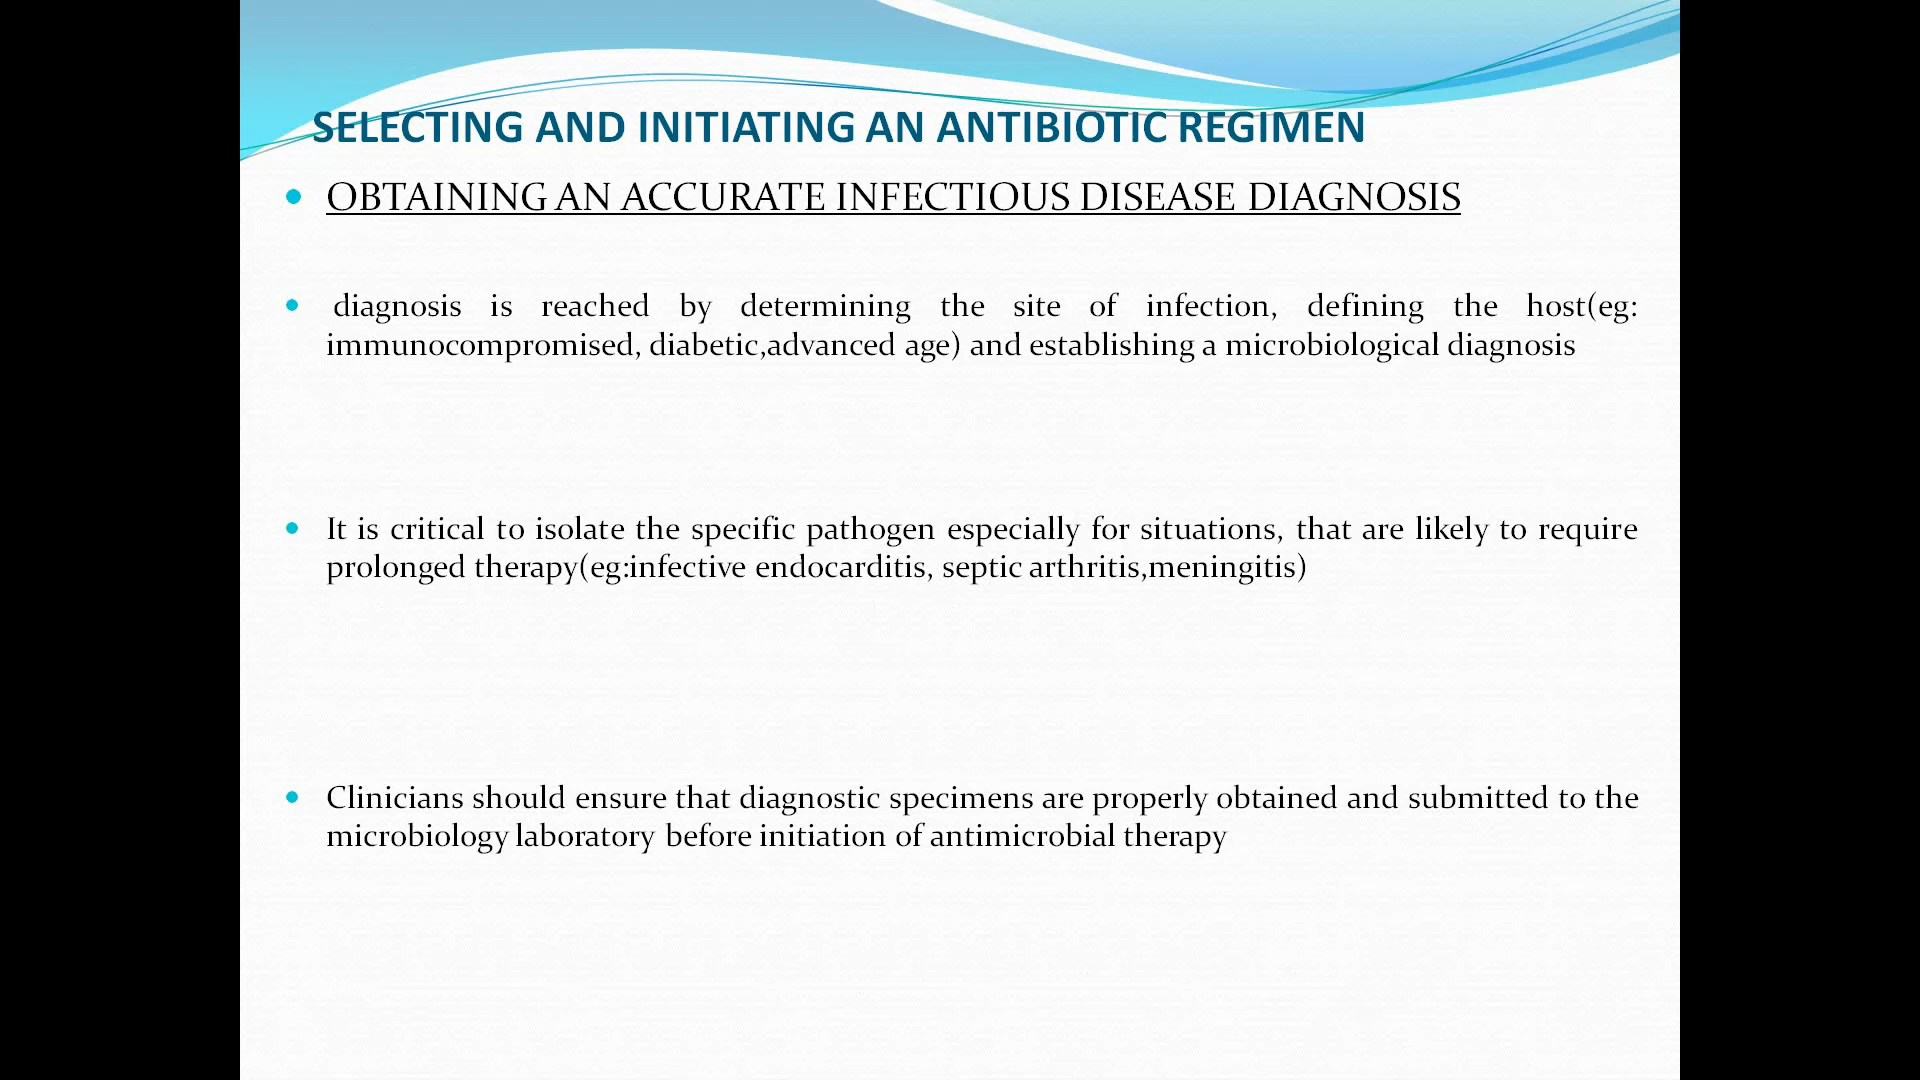 SELECTING AND INITIATING AN ANTIBIOTIC REGIMEN
OBTAINING AN ACCURATE INFECTIOUS DISEASE DIAGNOSIS
diagnosis is reached by determining the site of infection, defining the host(eg:
immunocompromised, diabetic,advanced age) and establishing a microbiological diagnosis
It is critical to isolate the specific pathogen especially for situations, that are likely to require
prolonged therapy(eg:infective endocarditis, septic arthritis,meningitis)
Clinicians should ensure that diagnostic specimens are properly obtained and submitted to the
microbiology laboratory before initiation of antimicrobial therapy